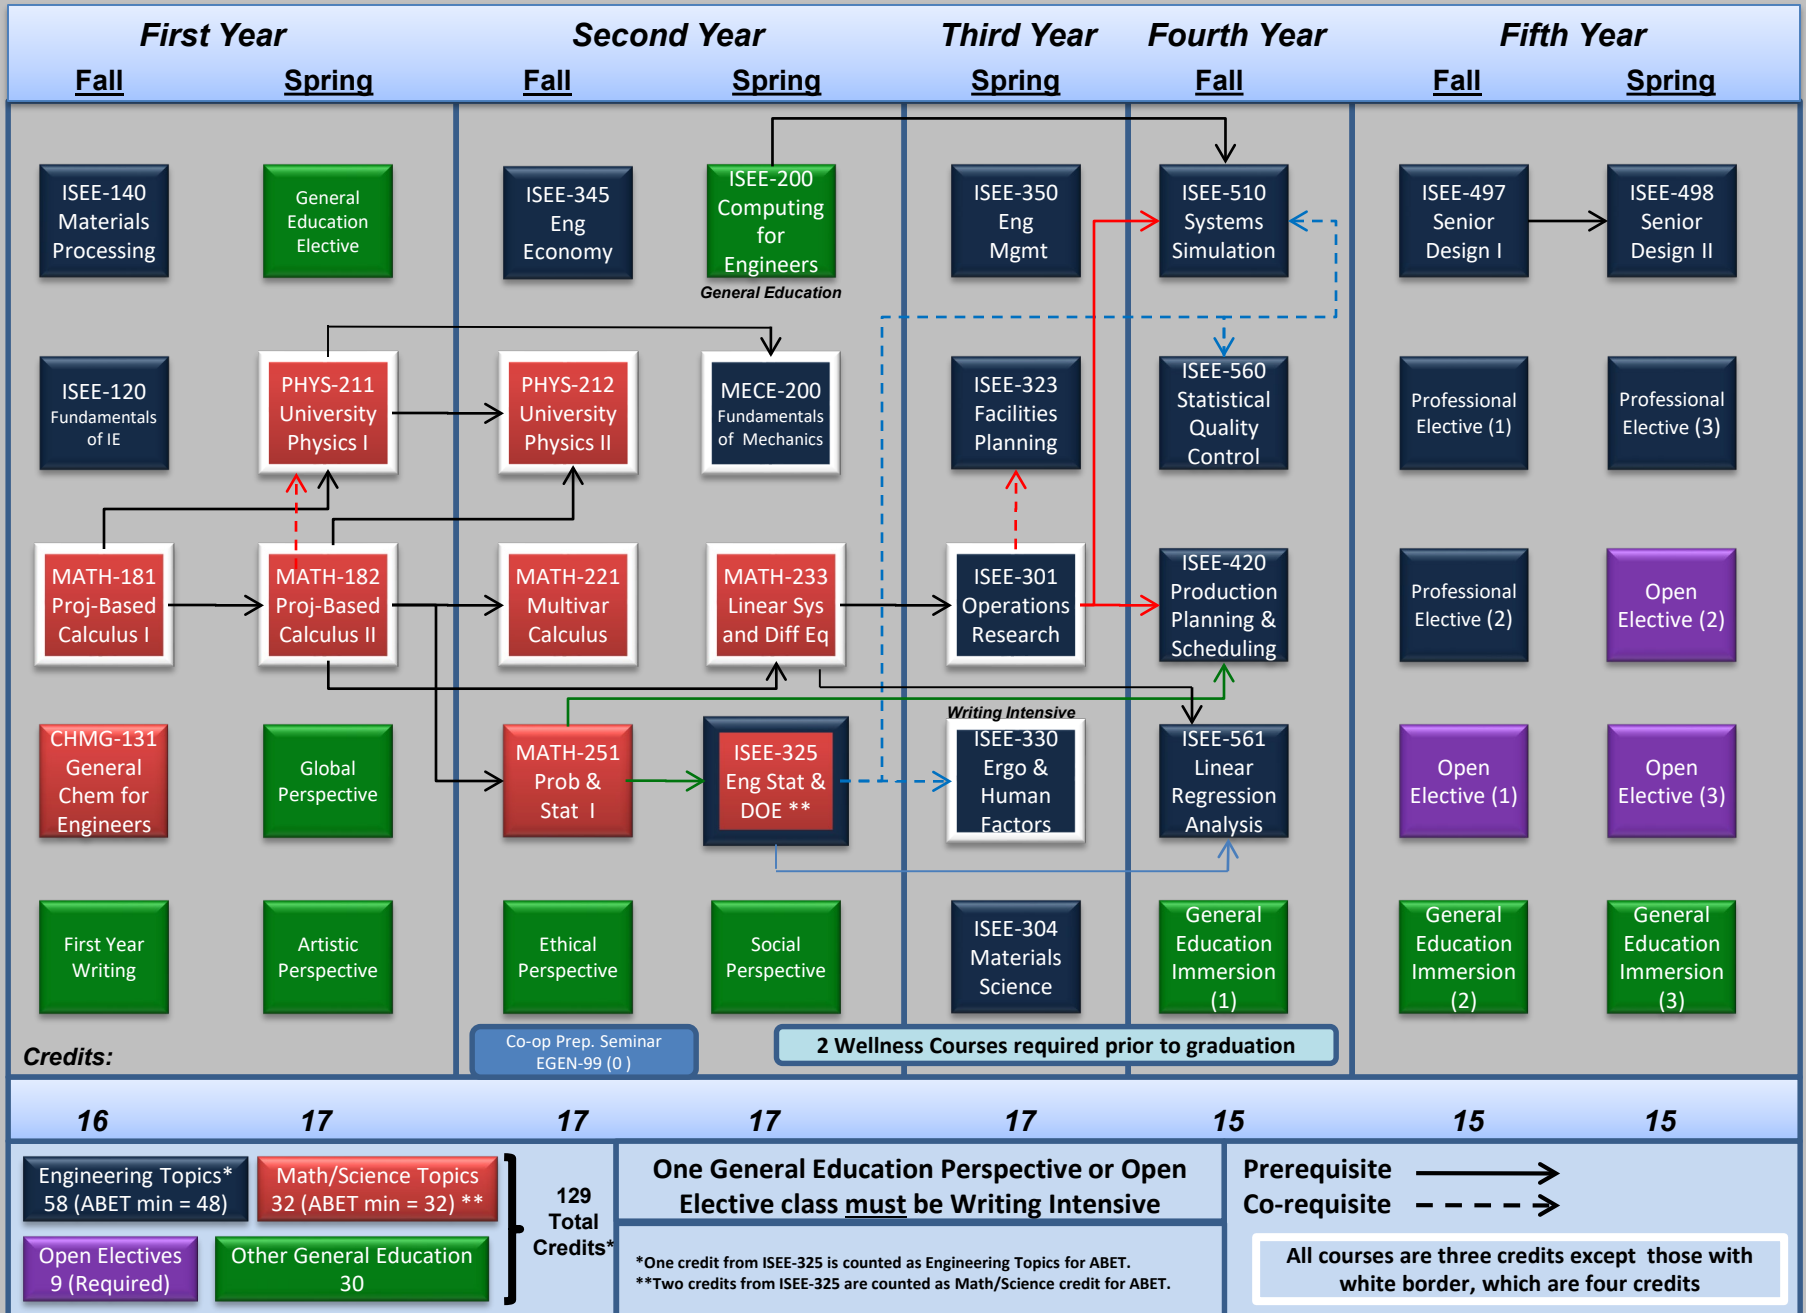 First Year
Second Year
Third Year
Fourth Year
Fifth Year
Fall
Spring
Fall
Spring
Spring
Fall
Fall
Spring
ISEE-140
Materials
Processing
General
Education
Elective
ISEE-345
Eng
Economy
ISEE-200
Computing
for
Engineers
General Education
ISEE-350
Eng
Mgmt
ISEE-510
Systems
Simulation
ISEE-497
Senior
Design I
ISEE-498
Senior
Design II
ISEE-120
Fundamentals
of IE
PHYS-211
University
Physics I
PHYS-212
University
Physics II
MECE-200
Fundamentals
of Mechanics
ISEE-323
Facilities
Planning
ISEE-560
Statistical
Quality
Control
Professional
Elective (1)
Professional
Elective (3)
MATH-181
Proj-Based
Calculus I
MATH-182
Proj-Based
Calculus II
MATH-221
Multivar
Calculus
MATH-233
Linear Sys
and Diff Eq
ISEE-301
Operations
Research
ISEE-420
Production
Planning &
Scheduling
Professional
Elective (2)
Open
Elective (2)
CHMG-131
General
Chem for
Engineers
Global
Perspective
MATH-251
Prob &
Stat I
ISEE-325
Eng Stat &
DOE **
Writing Intensive
ISEE-330
Ergo &
Human
Factors
ISEE-561
Linear
Regression
Analysis
Open
Elective (1)
Open
Elective (3)
First Year
Writing
Artistic
Perspective
Ethical
Perspective
Social
Perspective
ISEE-304
Materials
Science
General
Education
Immersion
(1)
General
Education
Immersion
(2)
General
Education
Immersion
(3)
Credits:
Co-op Prep. Seminar
EGEN-99 (0 )
2 Wellness Courses required prior to graduation
16
17
17
17
17
15
15
15
Engineering Topics*
58 (ABET min = 48)
Math/Science Topics
32 (ABET min = 32) **
Open Electives
9 (Required)
Other General Education
30
129
Total
Credits*
One General Education Perspective or Open
Elective class must be Writing Intensive
*One credit from ISEE-325 is counted as Engineering Topics for ABET.
**Two credits from ISEE-325 are counted as Math/Science credit for ABET.
Prerequisite
Co-requisite
All courses are three credits except those with
white border, which are four credits